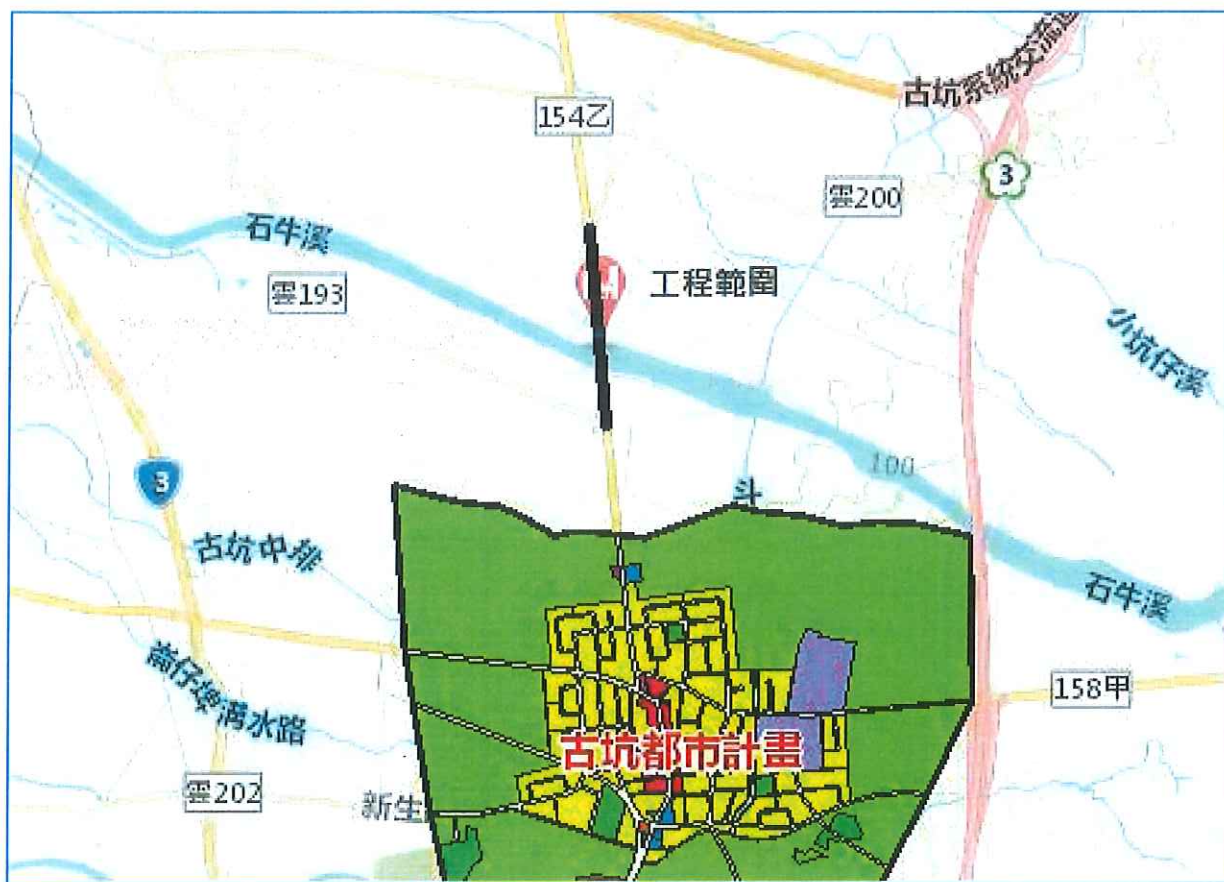 古坑系統交流道
154乙
3
雲200
石牛溪
雲193
工程範圍
小坑仔溪
100
3
斗
古坑中排
石牛溪
崙仔埤溝水路
158甲
古坑都市計畫
雲202
新生